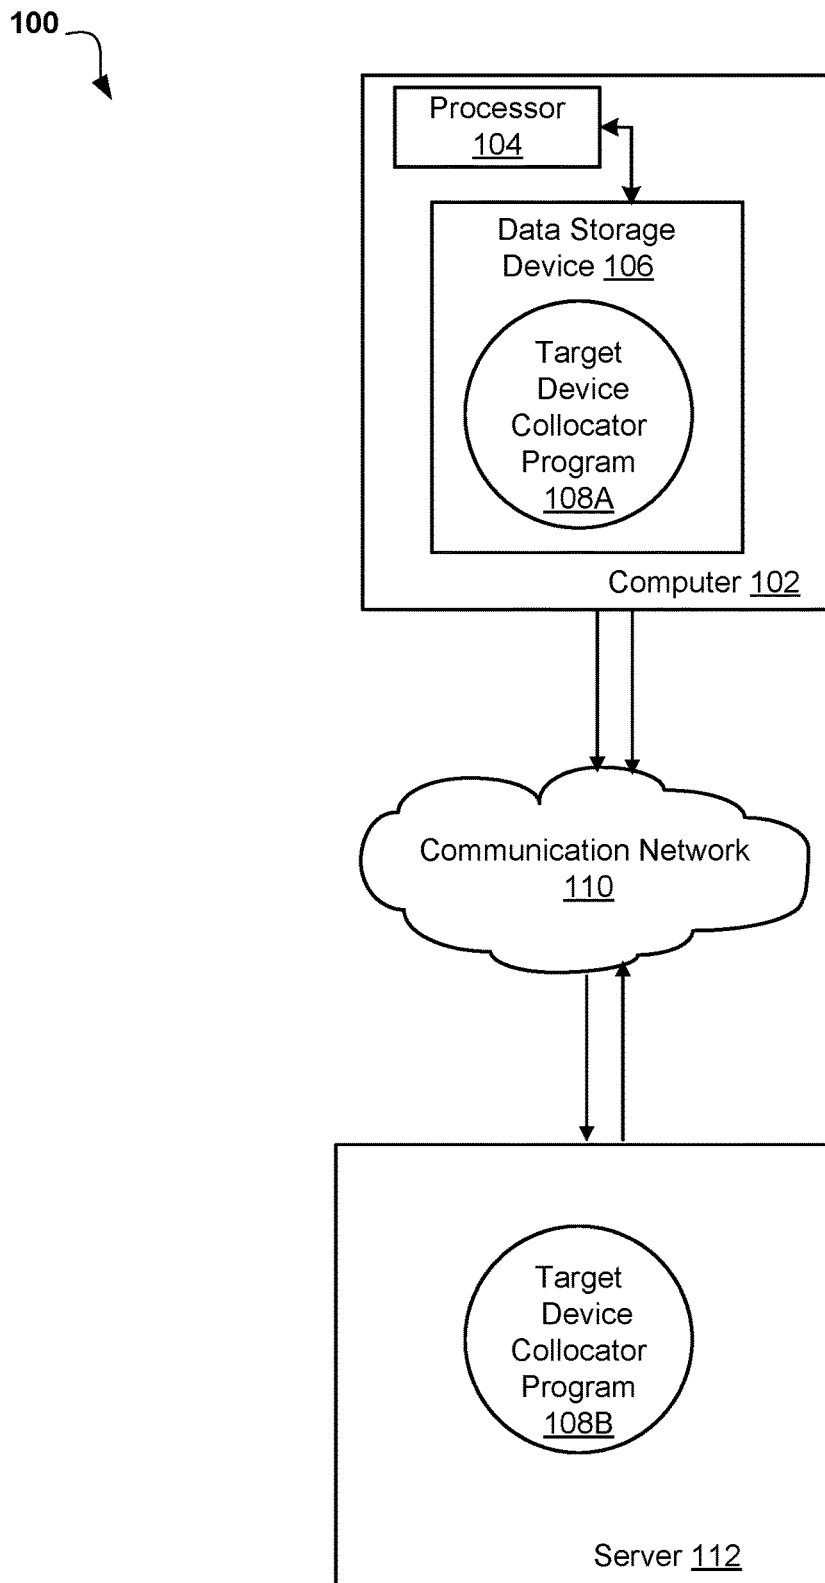 100
Processor
104
Data Storage
Device 106
Target
Device
Collocator
Program
108A
Computer 102
Communication Network
110
Target
Device
Collocator
Program
108B
Server 112